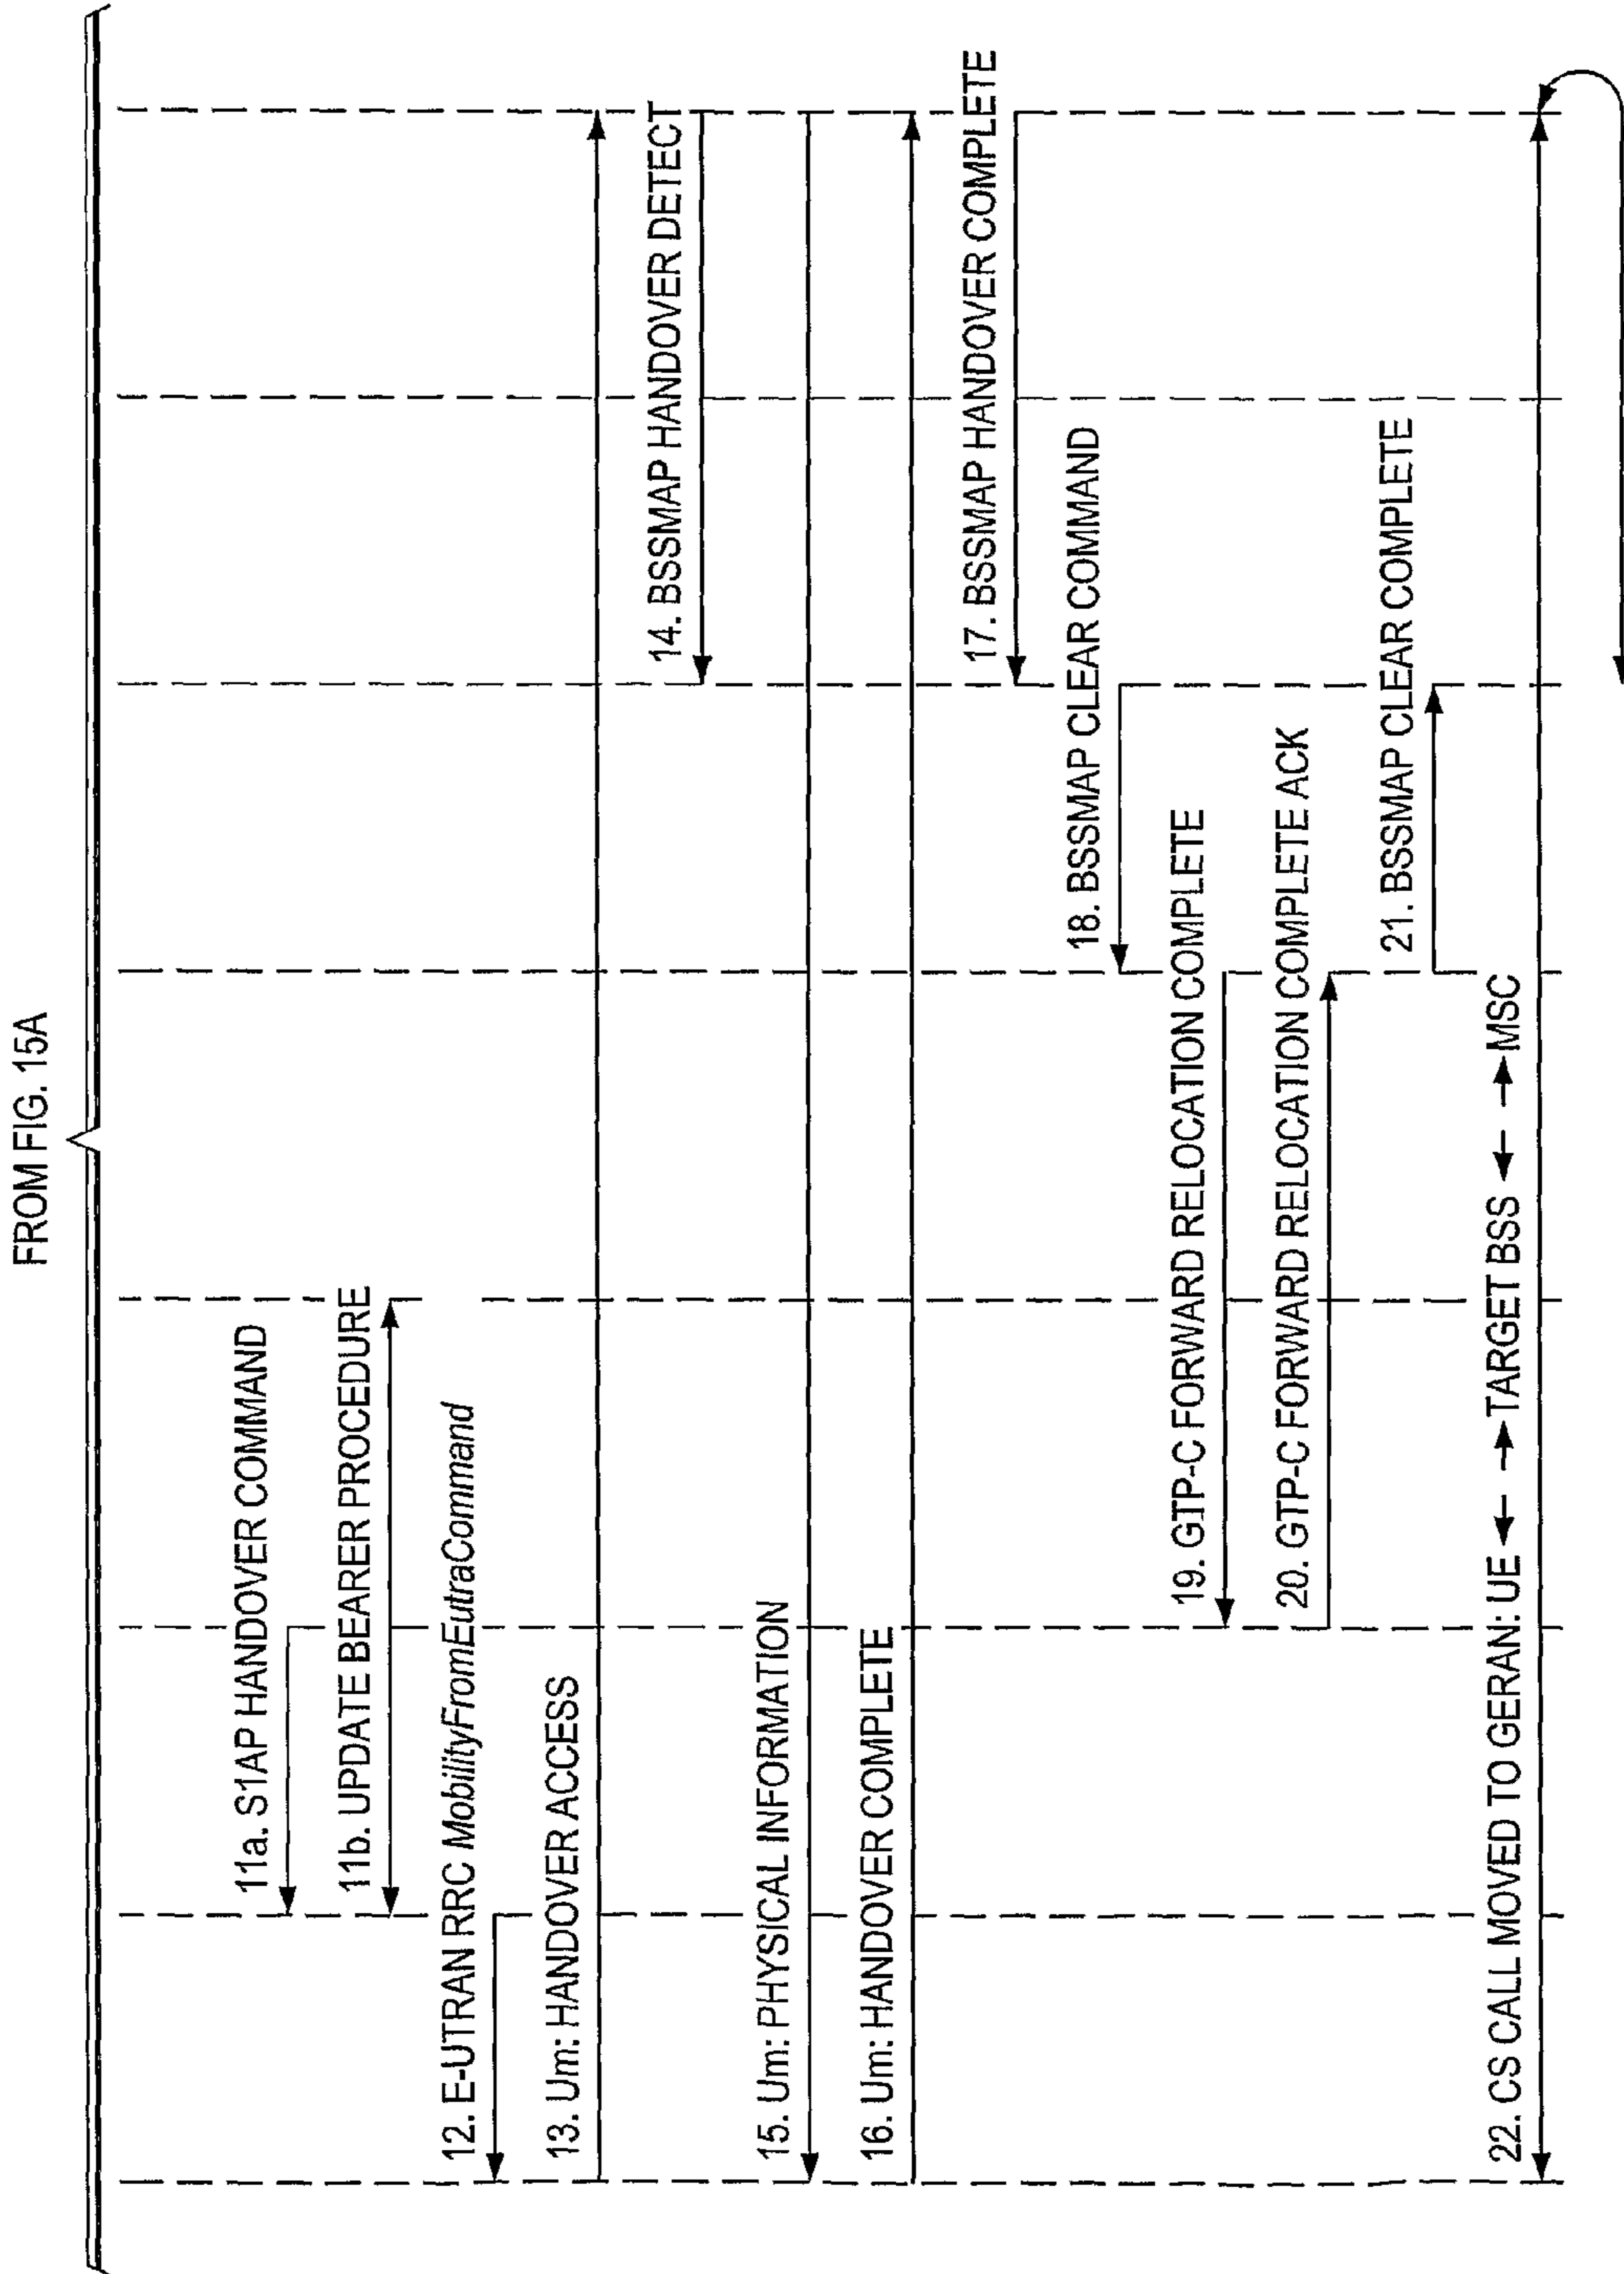 FROM FIG. 15A
11a. S1AP HANDOVER COMMAND
11b. UPDATE BEARER PROCEDURE
12. E-UTRAN RRC MobilityFromEutraCommand
13. Um: HANDOVER ACCESS
14. BSSMAP HANDOVER DETECT
15. Um: PHYSICAL INFORMATION
16. Um: HANDOVER COMPLETE
17. BSSMAP HANDOVER COMPLETE
18. BSSMAP CLEAR COMMAND
19. GTP-C FORWARD RELOCATION COMPLETE
20. GTP-C FORWARD RELOCATION COMPLETE ACK
21. BSSMAP CLEAR COMPLETE
22. CS CALL MOVED TO GERAN: UE ← → TARGET BSS ← → MSC